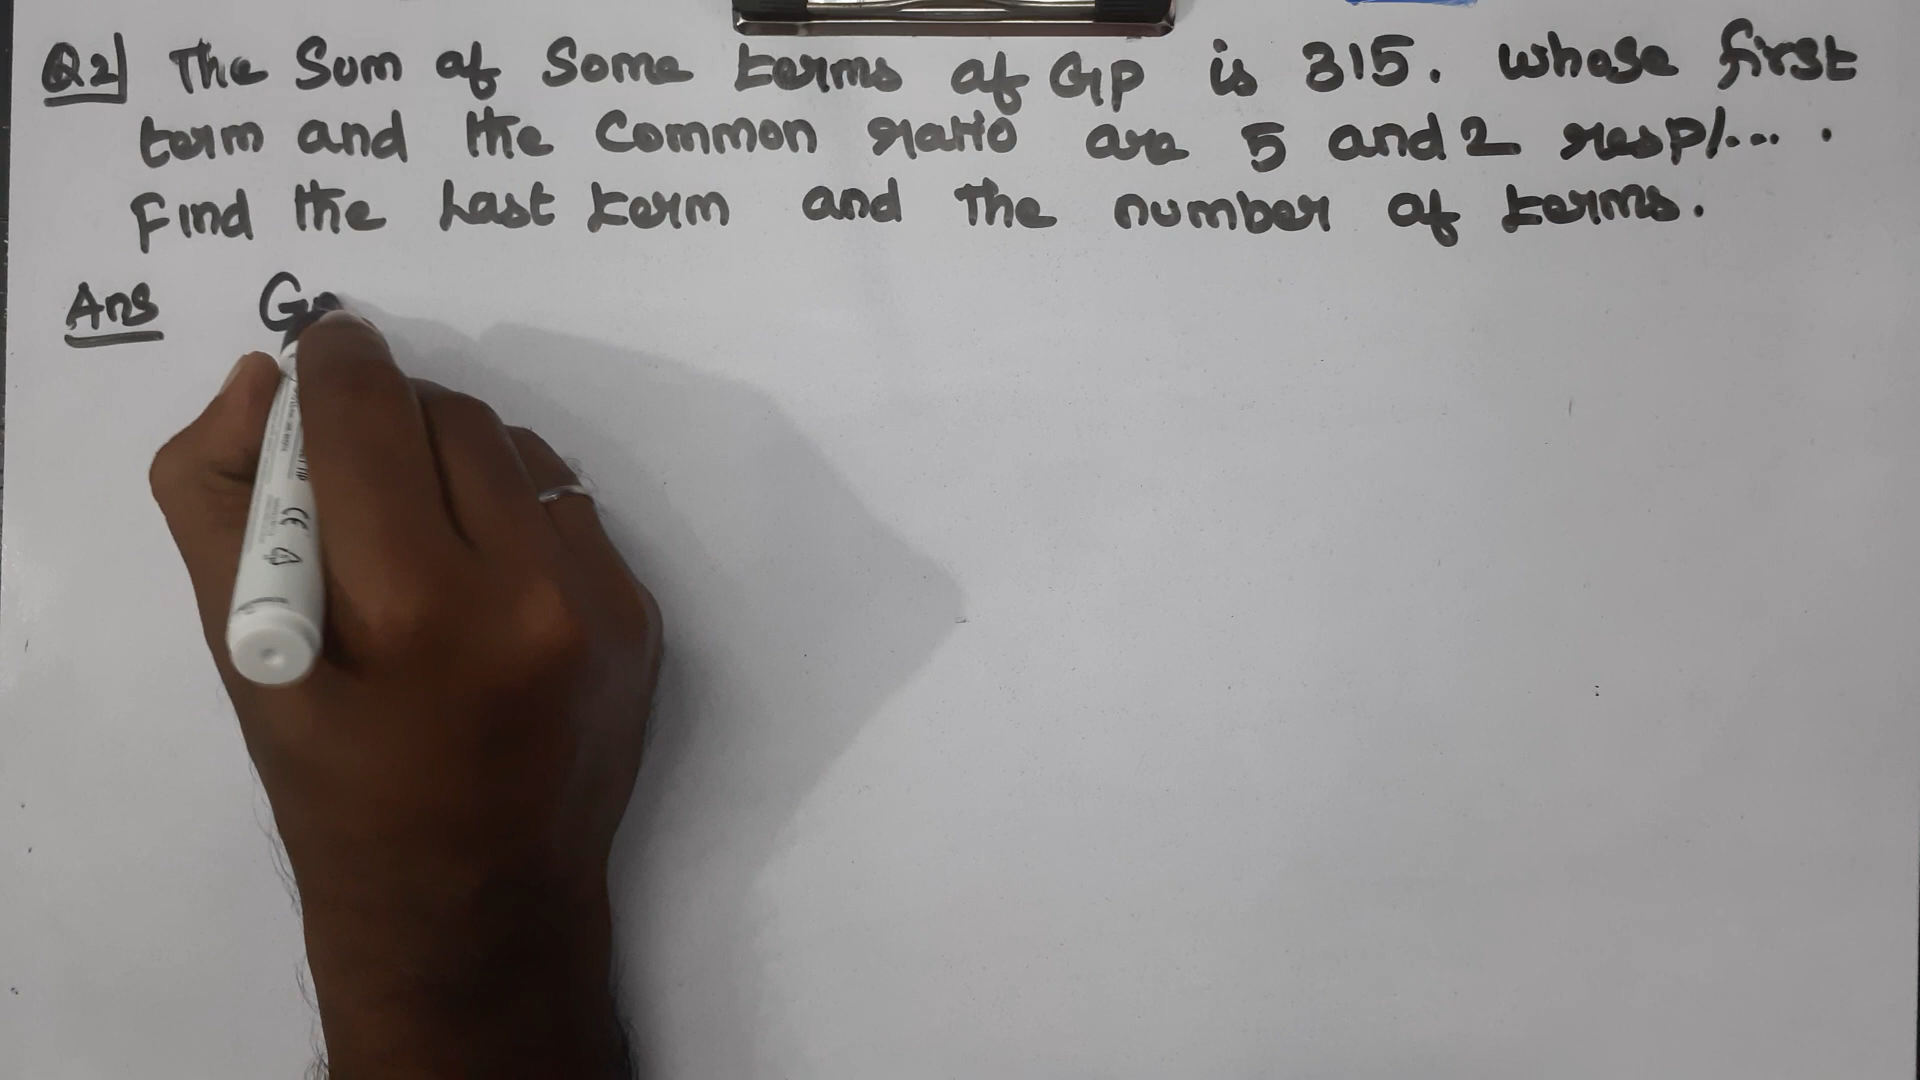 Q2] The Sum of Some terms of GP is 315. whose first
term and the Common ratio are 5 and 2 resp/.... .
Find the Last term and the number of terms.
Ans
CE